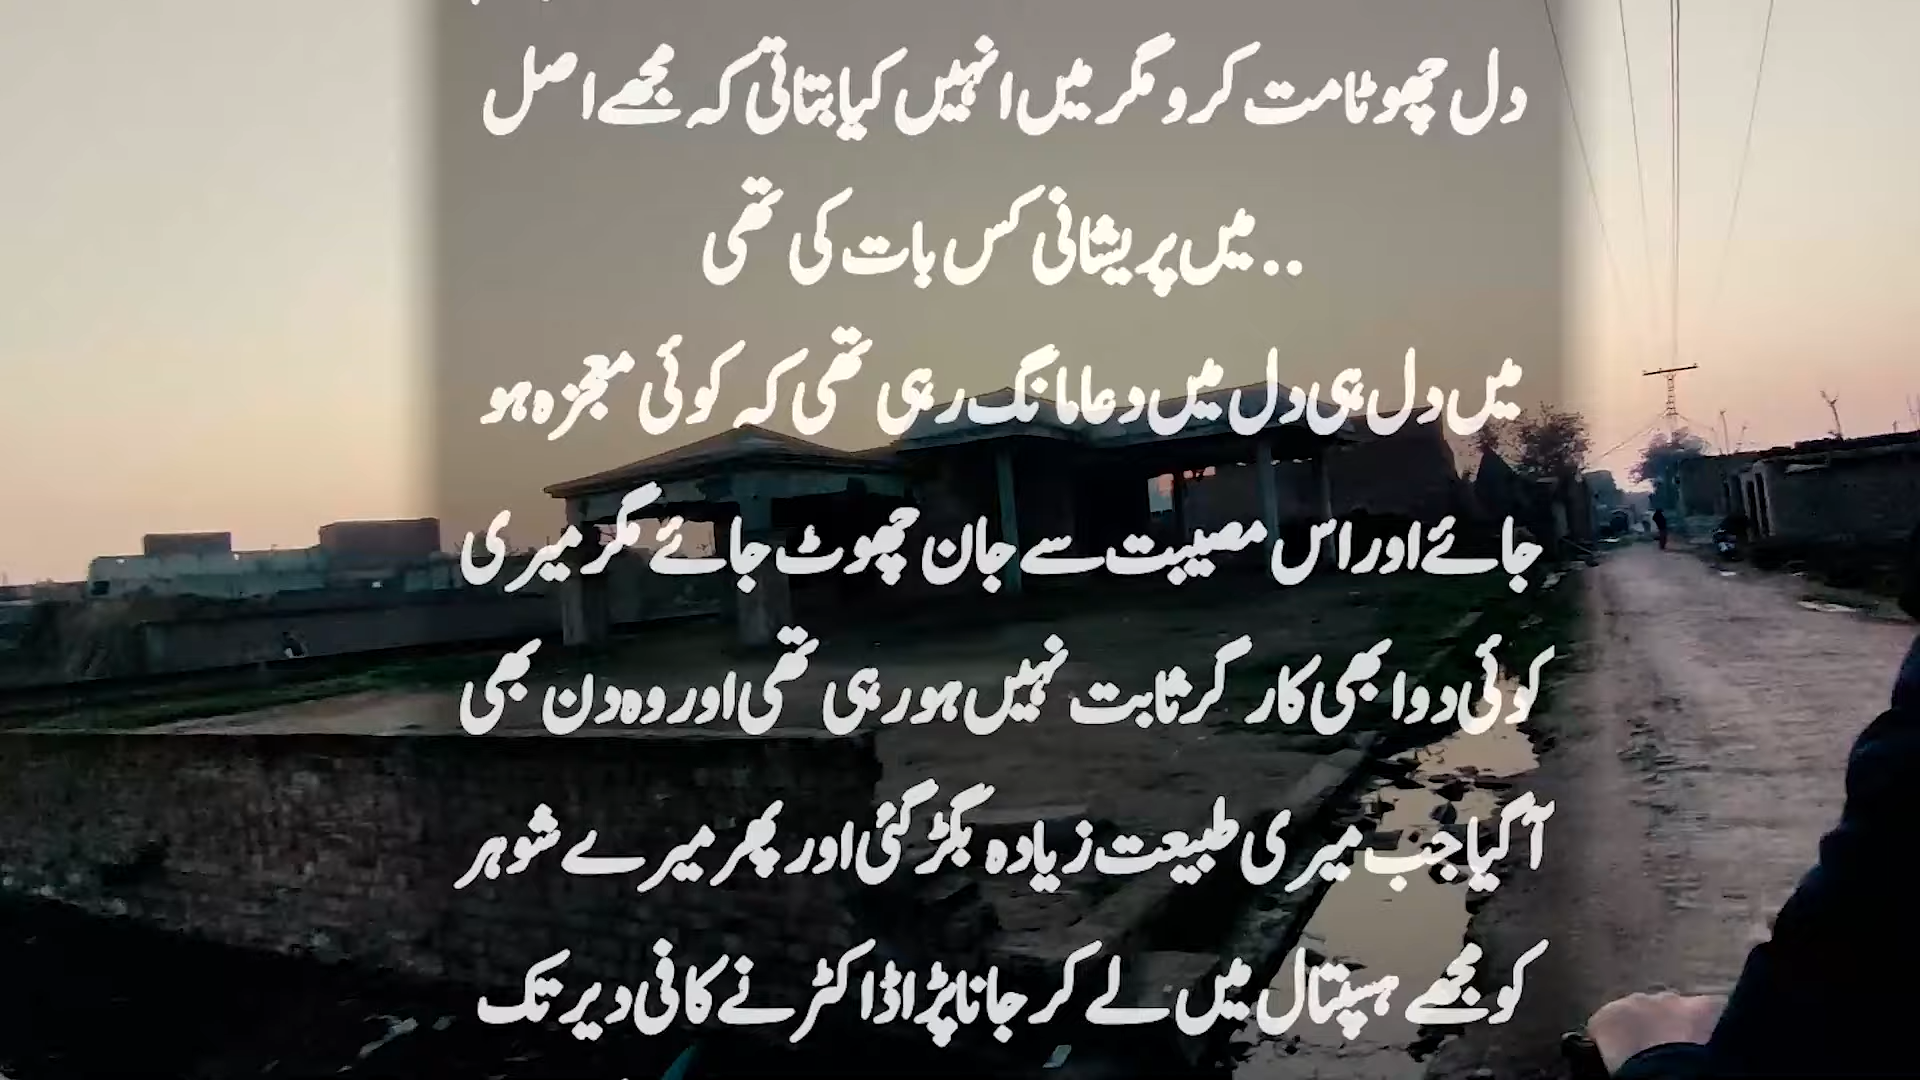 دل چھوٹا مت کرو مگر میں انہیں کیا بتاتی کہ مجھے اصل
میں پریشانی کس بات کی تھی..
میں دل ہی دل میں دعا مانگ رہی تھی کہ کوئی معجزہ ہو
جائے اور اس مصیبت سے جان چھوٹ جائے مگر میری
کوئی دوا بھی کار گر ثابت نہیں ہو رہی تھی اور وہ دن بھی
آگیا جب میری طبیعت زیادہ بگڑ گئی اور پھر میرے شوہر
کو مجھے ہسپتال میں لے کر جانا پڑا ڈاکٹر نے کافی دیر تک